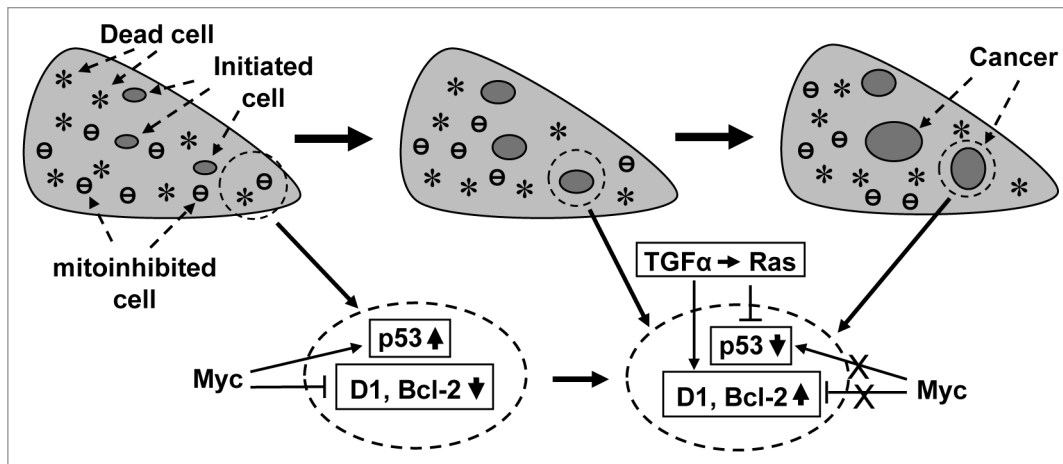 Dead cell
Initiated
cell
Cancer
mitoinhibited
cell
TGFα Ras
p53
D1, Bcl-2
Myc
p53
D1, Bcl-2
Myc
X
X